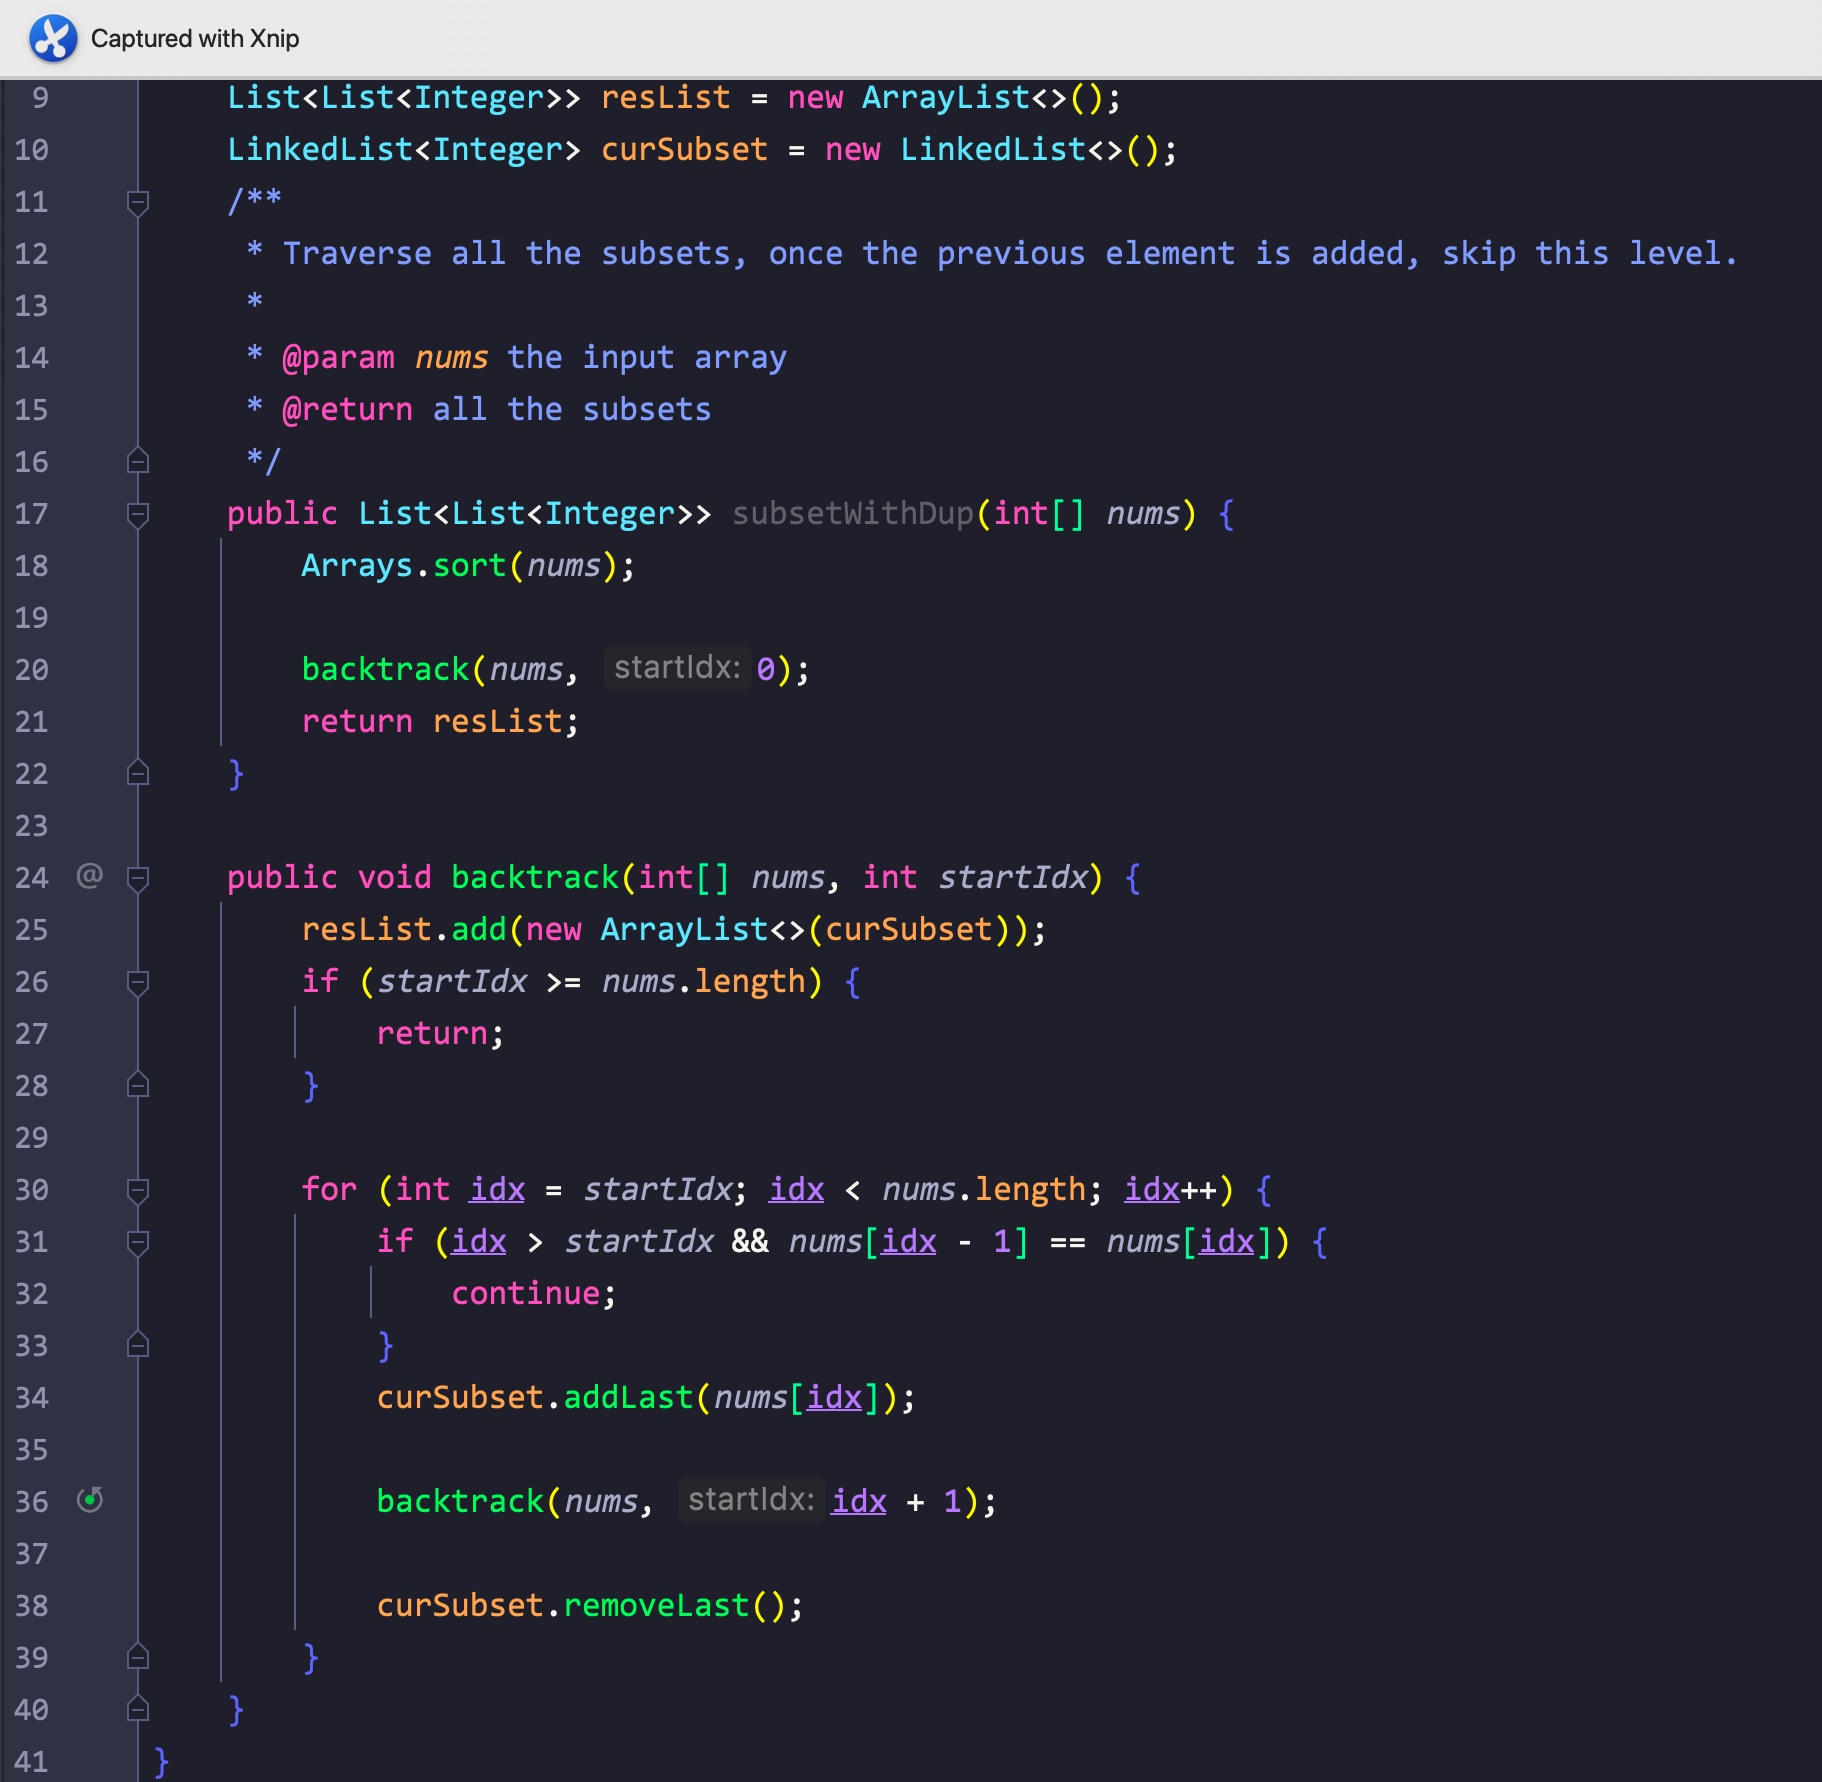 Captured with Xnip
9 List<List<Integer>> resList = new ArrayList<>();
10 LinkedList<Integer> curSubset = new LinkedList<>();
11 /**
12 * Traverse all the subsets, once the previous element is added, skip this level.
13 *
14 * @param nums the input array
15 * @return all the subsets
16 */
17 public List<List<Integer>> subsetWithDup(int[] nums) {
18 Arrays.sort(nums);
19
20 backtrack(nums, startIdx: 0);
21 return resList;
22 }
23
24 @ public void backtrack(int[] nums, int startIdx) {
25 resList.add(new ArrayList<>(curSubset));
26 if (startIdx >= nums.length) {
27 return;
28 }
29
30 for (int idx = startIdx; idx < nums.length; idx++) {
31 if (idx > startIdx && nums[idx - 1] == nums[idx]) {
32 continue;
33 }
34 curSubset.addLast(nums[idx]);
35
36 backtrack(nums, startIdx: idx + 1);
37
38 curSubset.removeLast();
39 }
40 }
41 }